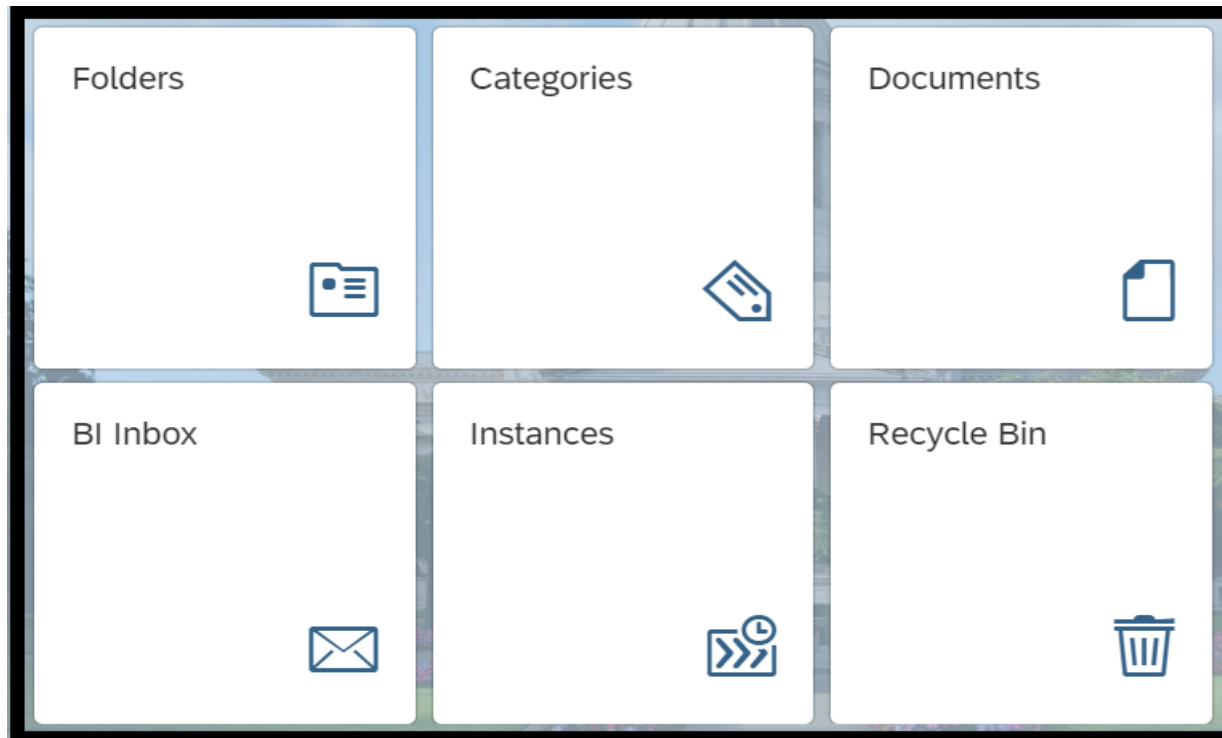 Folders
Categories
Documents
BI Inbox
Instances
Recycle Bin